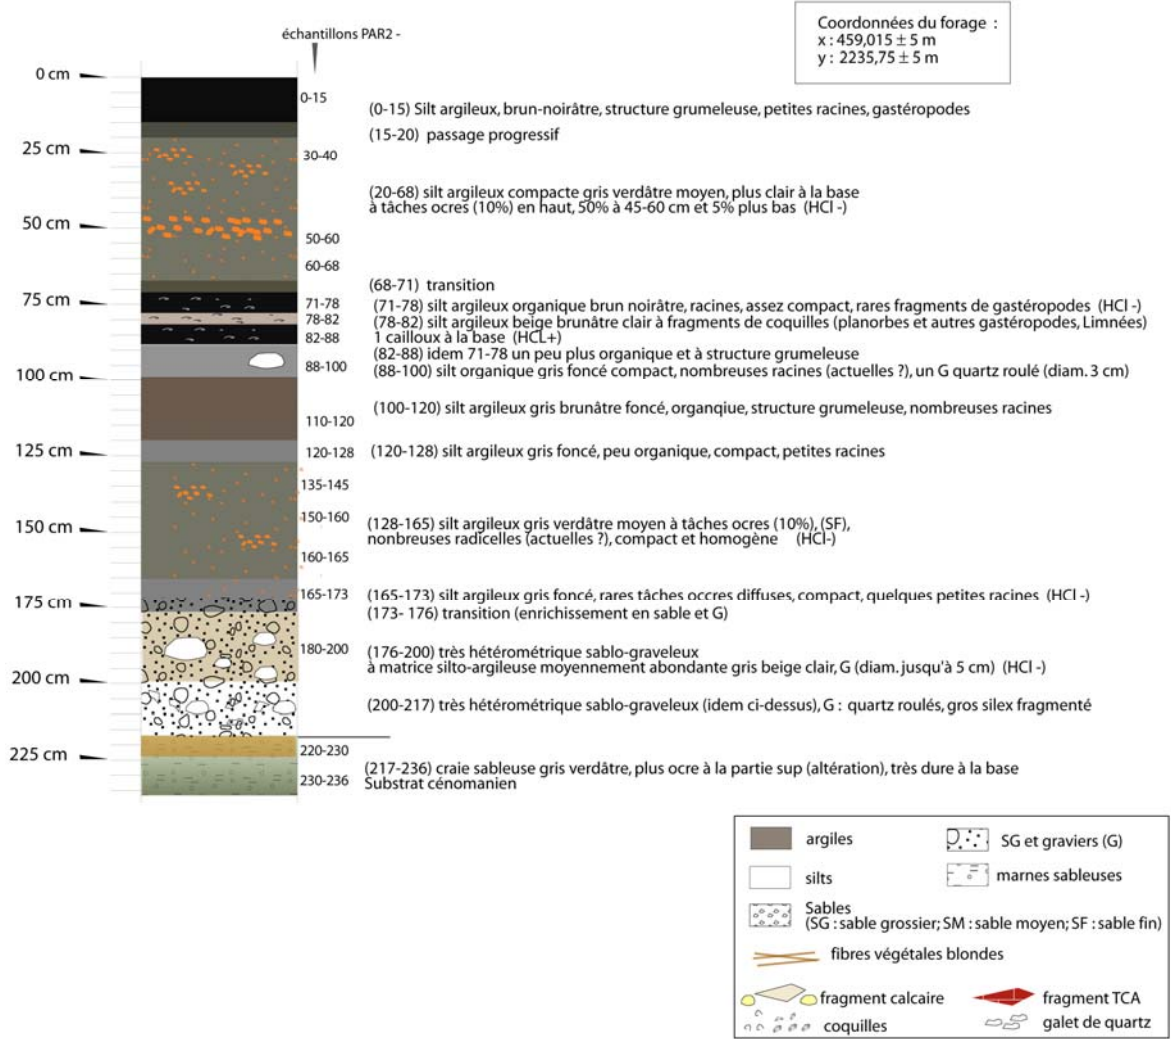 échantillons PAR2 -
Coordonnées du forage :
x : 459,015 ± 5 m
y : 2235,75 ± 5 m
0 cm
0-15
(0-15) Silt argileux, brun-noirâtre, structure grumeleuse, petites racines, gastéropodes
(15-20) passage progressif
25 cm
30-40
(20-68) silt argileux compacte gris verdâtre moyen, plus clair à la base
à tâches ocres (10%) en haut, 50% à 45-60 cm et 5% plus bas (HCl -)
50 cm
50-60
60-68
(68-71) transition
75 cm
71-78
(71-78) silt argileux organique brun noirâtre, racines, assez compact, rares fragments de gastéropodes (HCl -)
78-82
(78-82) silt argileux beige brunâtre clair à fragments de coquilles (planorbes et autres gastéropodes, Limnées)
1 cailloux à la base (HCL+)
82-88
(82-88) idem 71-78 un peu plus organique et à structure grumeleuse
88-100
(88-100) silt organique gris foncé compact, nombreuses racines (actuelles ?), un G quartz roulé (diam. 3 cm)
100 cm
(100-120) silt argileux gris brunâtre foncé, organqiue, structure grumeleuse, nombreuses racines
110-120
125 cm
120-128
(120-128) silt argileux gris foncé, peu organique, compact, petites racines
135-145
150 cm
150-160
(128-165) silt argileux gris verdâtre moyen à tâches ocres (10%), (SF),
nonbreuses radicelles (actuelles ?), compact et homogène (HCl-)
160-165
165-173
(165-173) silt argileux gris foncé, rares tâches occres diffuses, compact, quelques petites racines (HCl -)
175 cm
(173- 176) transition (enrichissement en sable et G)
180-200
(176-200) très hétérométrique sablo-graveleux
à matrice silto-argileuse moyennement abondante gris beige clair, G (diam. jusqu'à 5 cm) (HCl -)
200 cm
(200-217) très hétérométrique sablo-graveleux (idem ci-dessus), G : quartz roulés, gros silex fragmenté
225 cm
220-230
(217-236) craie sableuse gris verdâtre, plus ocre à la partie sup (altération), très dure à la base
230-236
Substrat cénomanien
argiles
SG et graviers (G)
silts
marnes sableuses
Sables
(SG : sable grossier; SM : sable moyen; SF : sable fin)
fibres végétales blondes
fragment calcaire
fragment TCA
coquilles
galet de quartz